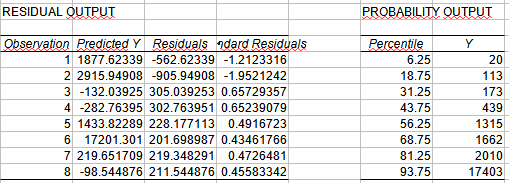 RESIDUAL OUTPUT PROBABILITY OUTPUT
Observation Predicted Y Residuals ndard Residuals Percentile Y
1 1877.62339 -562.62339 -1.2123316 6.25 20
2 2915.94908 -905.94908 -1.9521242 18.75 113
3 -132.03925 305.039253 0.65729357 31.25 173
4 -282.76395 302.763951 0.65239079 43.75 439
5 1433.82289 228.177113 0.4916723 56.25 1315
6 17201.301 201.698987 0.43461766 68.75 1662
7 219.651709 219.348291 0.4726481 81.25 2010
8 -98.544876 211.544876 0.45583342 93.75 17403